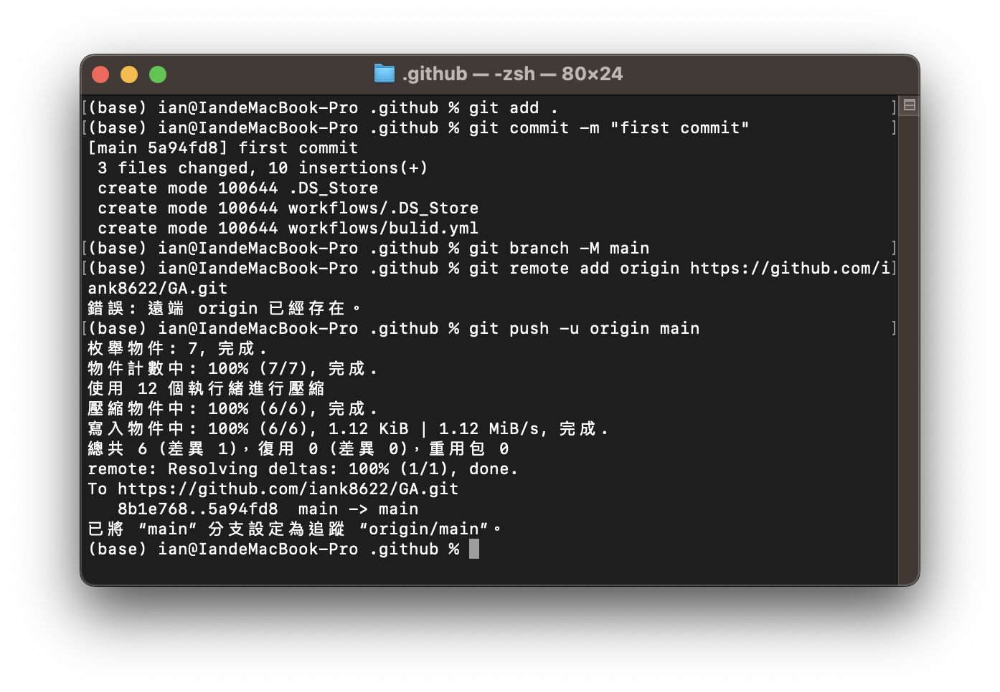 .github — -zsh — 80×24
[(base) ian@IandeMacBook-Pro .github % git add . ]
[(base) ian@IandeMacBook-Pro .github % git commit -m "first commit" ]
[main 5a94fd8] first commit
 3 files changed, 10 insertions(+)
 create mode 100644 .DS_Store
 create mode 100644 workflows/.DS_Store
 create mode 100644 workflows/bulid.yml
[(base) ian@IandeMacBook-Pro .github % git branch -M main ]
[(base) ian@IandeMacBook-Pro .github % git remote add origin https://github.com/i]
ank8622/GA.git
錯誤: 遠端 origin 已經存在。
[(base) ian@IandeMacBook-Pro .github % git push -u origin main ]
枚舉物件: 7, 完成.
物件計數中: 100% (7/7), 完成.
使用 12 個執行緒進行壓縮
壓縮物件中: 100% (6/6), 完成.
寫入物件中: 100% (6/6), 1.12 KiB | 1.12 MiB/s, 完成.
總共 6 (差異 1)，復用 0 (差異 0)，重用包 0
remote: Resolving deltas: 100% (1/1), done.
To https://github.com/iank8622/GA.git
   8b1e768..5a94fd8  main -> main
已將 “main” 分支設定為追蹤 “origin/main”。
(base) ian@IandeMacBook-Pro .github %